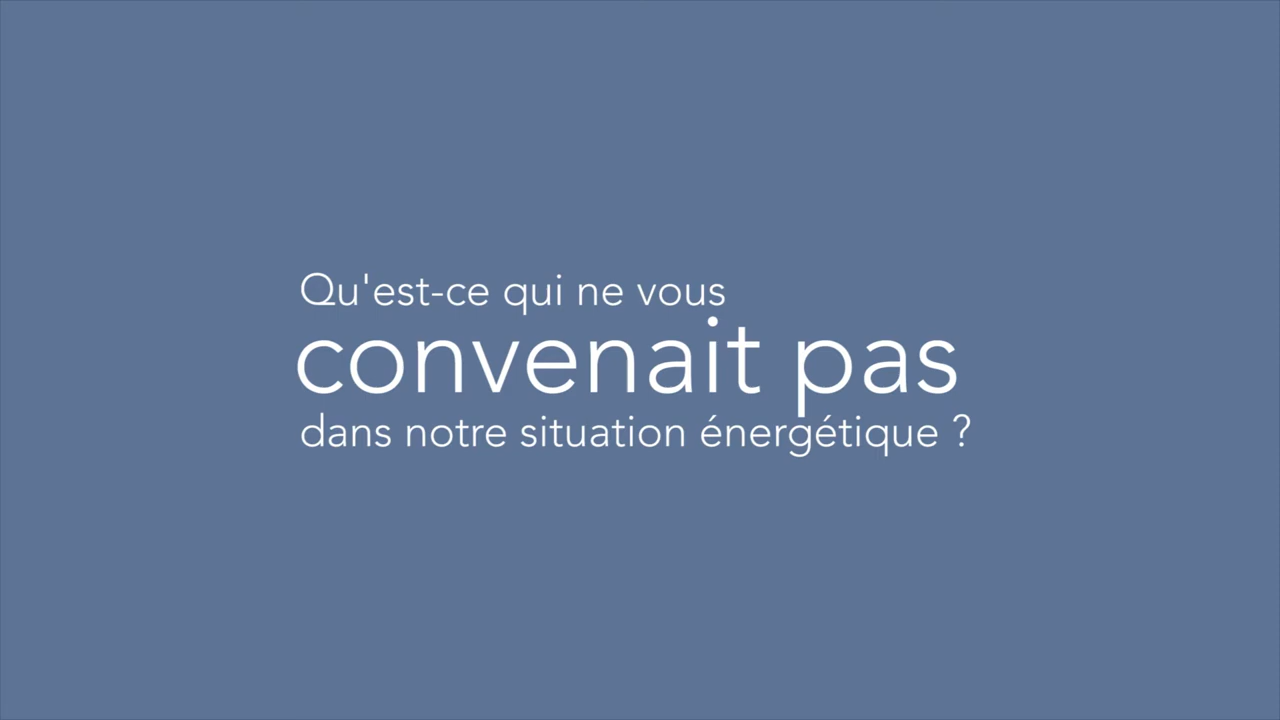 Qu'est-ce qui ne vous
convenait pas
dans notre situation énergétique ?